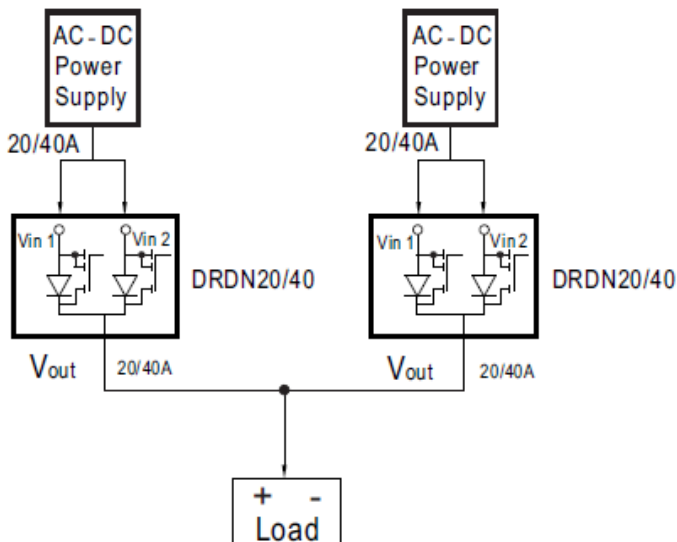 AC-DC
Power
Supply
AC-DC
Power
Supply
20/40A
20/40A
Vin 1
Vin 2
DRDN20/40
Vin 1
Vin 2
DRDN20/40
Vout
20/40A
Vout
20/40A
+ -
Load